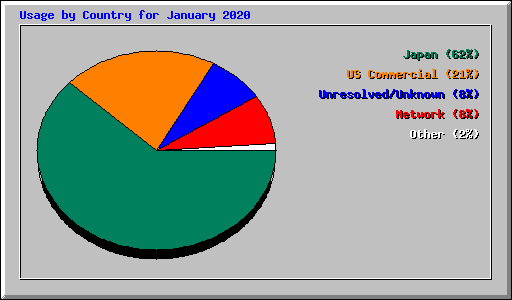 Usage by Country for January 2020
Japan (62%)
US Commercial (21%)
Unresolved/Unknown (8%)
Network (8%)
Other (2%)